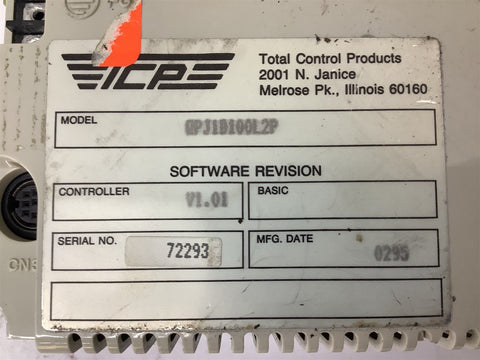 TCP
Total Control Products
2001 N. Janice
Melrose Pk., Illinois 60160
MODEL
QPJ1D100L2P
SOFTWARE REVISION
CONTROLLER V1.01
BASIC
SERIAL NO. 72293
MFG. DATE 0295
CN3